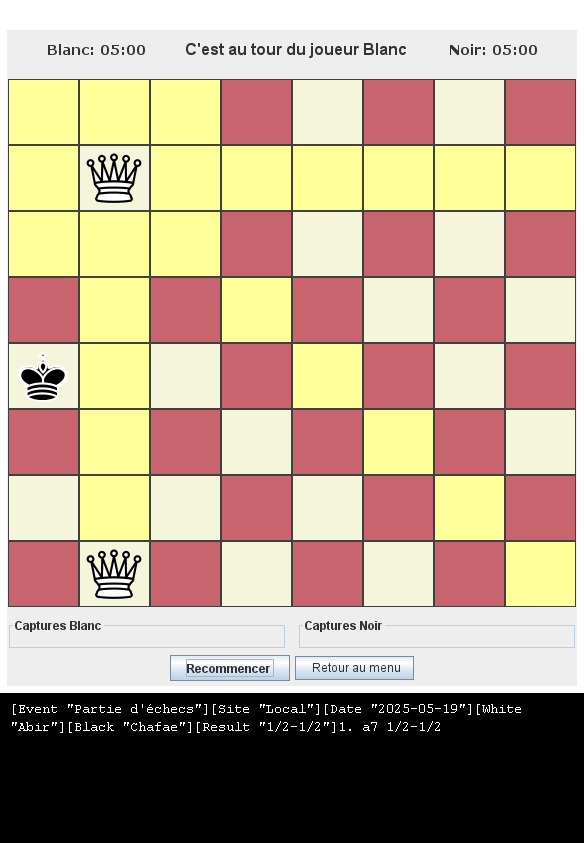 Blanc: 05:00 C'est au tour du joueur Blanc Noir: 05:00
Captures Blanc Captures Noir
Recommencer Retour au menu
[Event "Partie d'échecs"][Site "Local"][Date "2025-05-19"][White
"Abir"][Black "Chafae"][Result "1/2-1/2"]1. a7 1/2-1/2